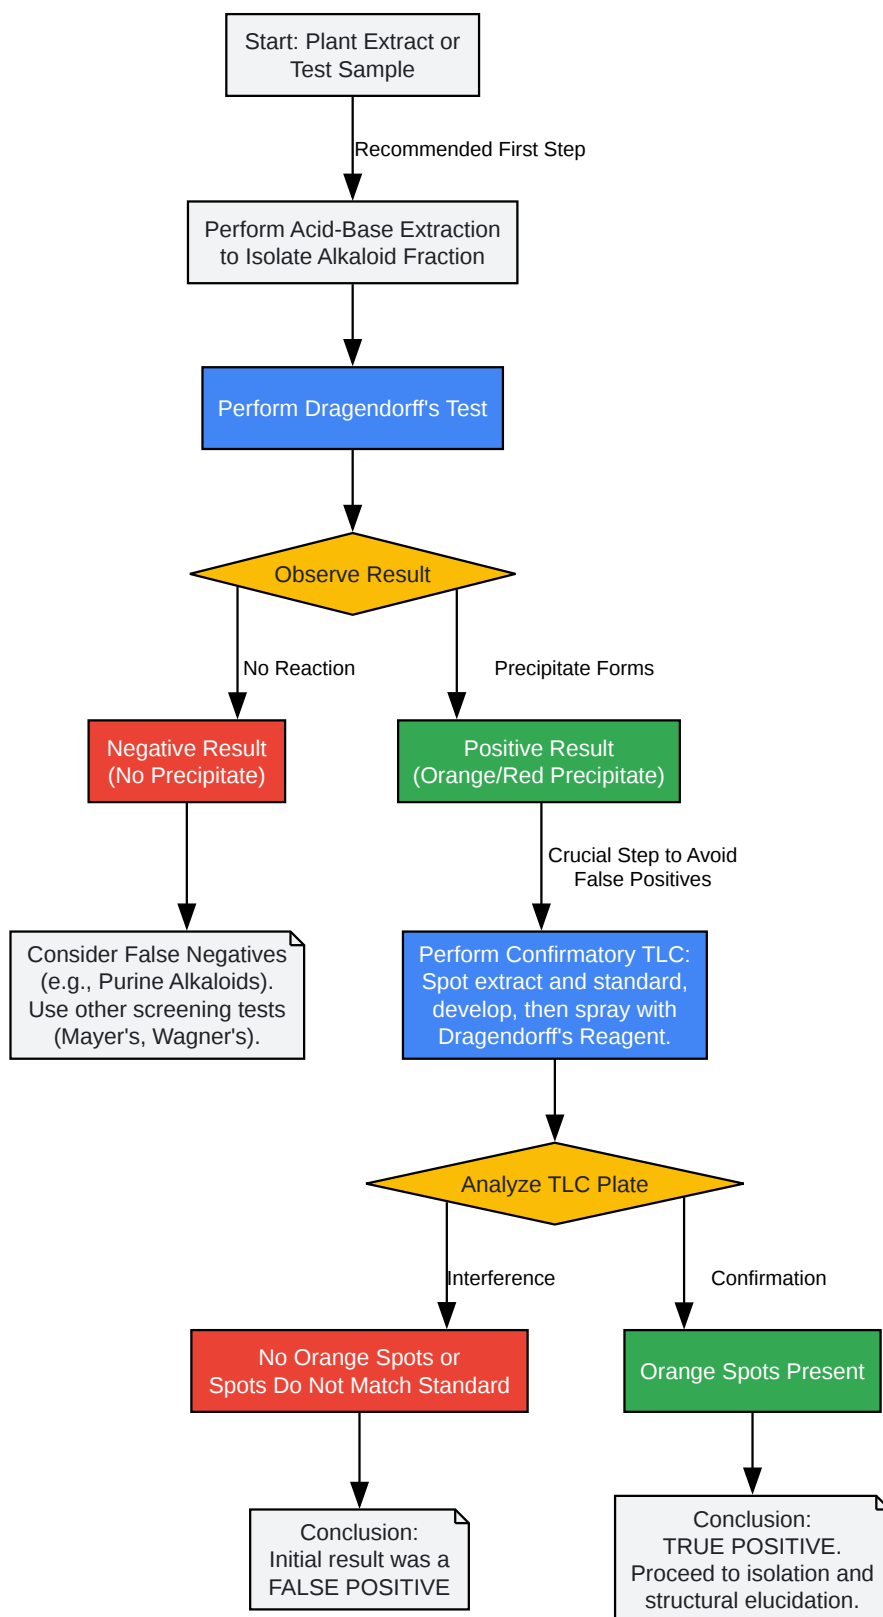 Start: Plant Extract or
Test Sample
Recommended First Step
Perform Acid-Base Extraction
to Isolate Alkaloid Fraction
Perform Dragendorff's Test
Observe Result
No Reaction
Precipitate Forms
Negative Result
(No Precipitate)
Positive Result
(Orange/Red Precipitate)
Crucial Step to Avoid
False Positives
Consider False Negatives
(e.g., Purine Alkaloids).
Use other screening tests
(Mayer's, Wagner's).
Perform Confirmatory TLC:
Spot extract and standard,
develop, then spray with
Dragendorff's Reagent.
Analyze TLC Plate
Interference
Confirmation
No Orange Spots or
Spots Do Not Match Standard
Orange Spots Present
Conclusion:
Initial result was a
FALSE POSITIVE
Conclusion:
TRUE POSITIVE.
Proceed to isolation and
structural elucidation.